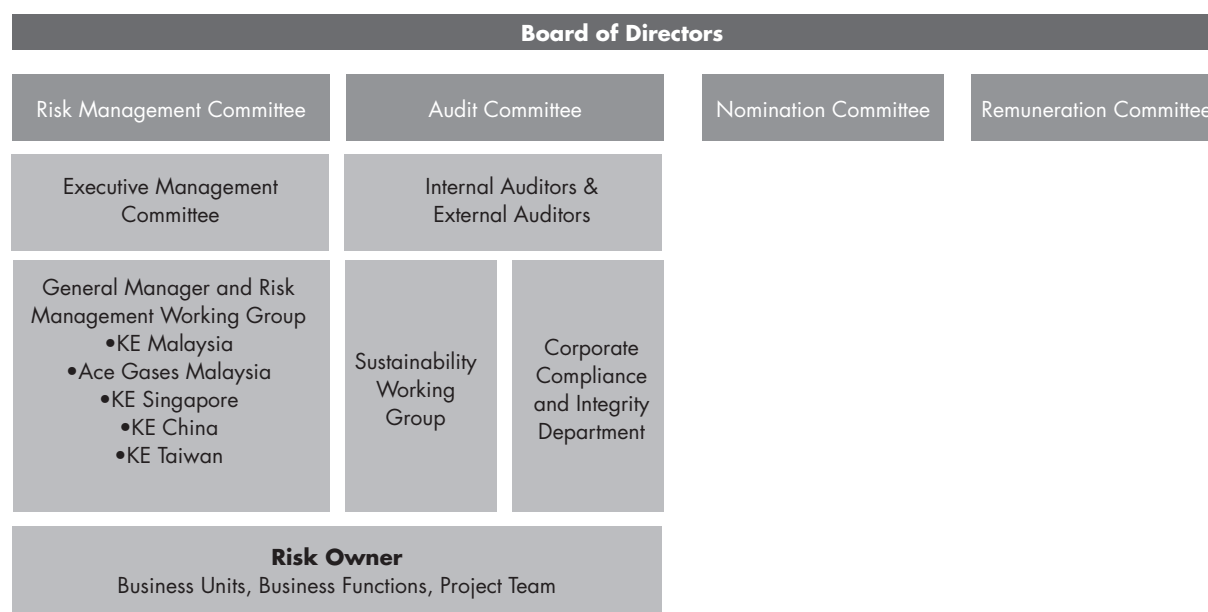 Board of Directors
Risk Management Committee
Audit Committee
Nomination Committee
Remuneration Committee
Executive Management
Committee
Internal Auditors &
External Auditors
General Manager and Risk
Management Working Group
•KE Malaysia
•Ace Gases Malaysia
•KE Singapore
•KE China
•KE Taiwan
Sustainability
Working
Group
Corporate
Compliance
and Integrity
Department
Risk Owner
Business Units, Business Functions, Project Team